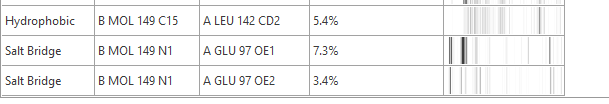 Hydrophobic B MOL 149 C15 A LEU 142 CD2 5.4%
Salt Bridge B MOL 149 N1 A GLU 97 OE1 7.3%
Salt Bridge B MOL 149 N1 A GLU 97 OE2 3.4%